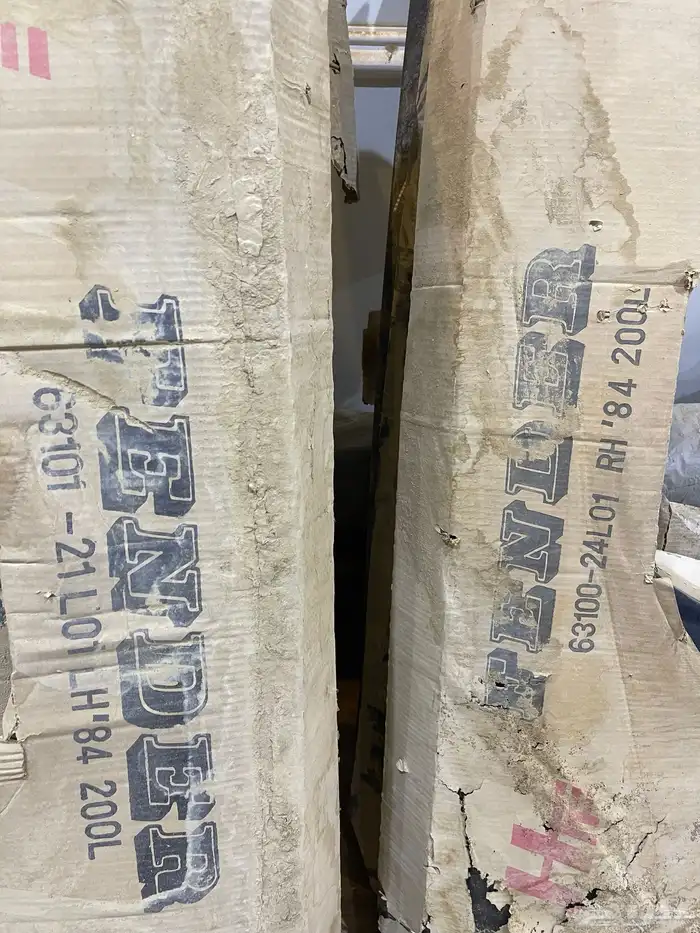 FENDER
63101-21L01 LH '84 200L
FENDER
63100-24L01 RH '84 200L